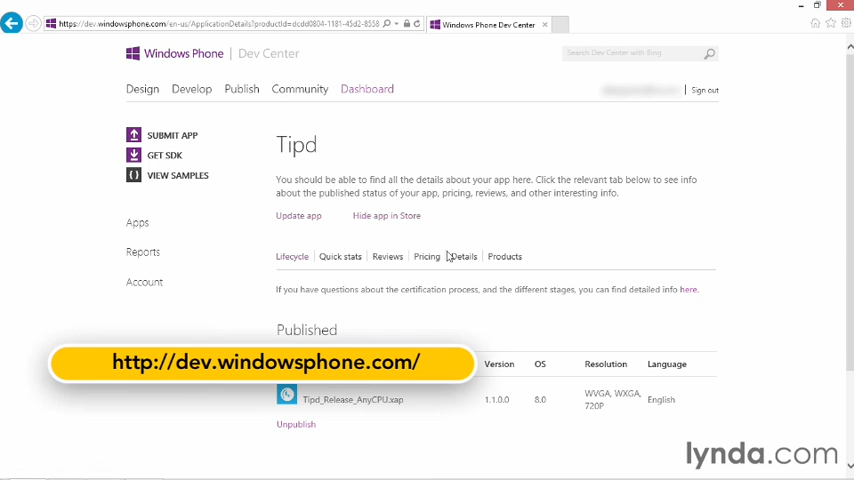 https://dev.windowsphone.com/en-us/ApplicationDetails?productId=dcdd0804-1181-45d2-8558
Windows Phone Dev Center
Windows Phone | Dev Center
Search Dev Center with Bing
Design Develop Publish Community Dashboard
Sign out
SUBMIT APP
GET SDK
VIEW SAMPLES
Apps
Reports
Account
Tipd
You should be able to find all the details about your app here. Click the relevant tab below to see info
about the published status of your app, pricing, reviews, and other interesting info.
Update app Hide app in Store
Lifecycle Quick stats Reviews Pricing Details Products
If you have questions about the certification process, and the different stages, you can find detailed info here.
Published
http://dev.windowsphone.com/
Version OS Resolution Language
Tipd_Release_AnyCPU.xap 1.1.0.0 8.0 WVGA, WXGA, 720P English
Unpublish
lynda.com